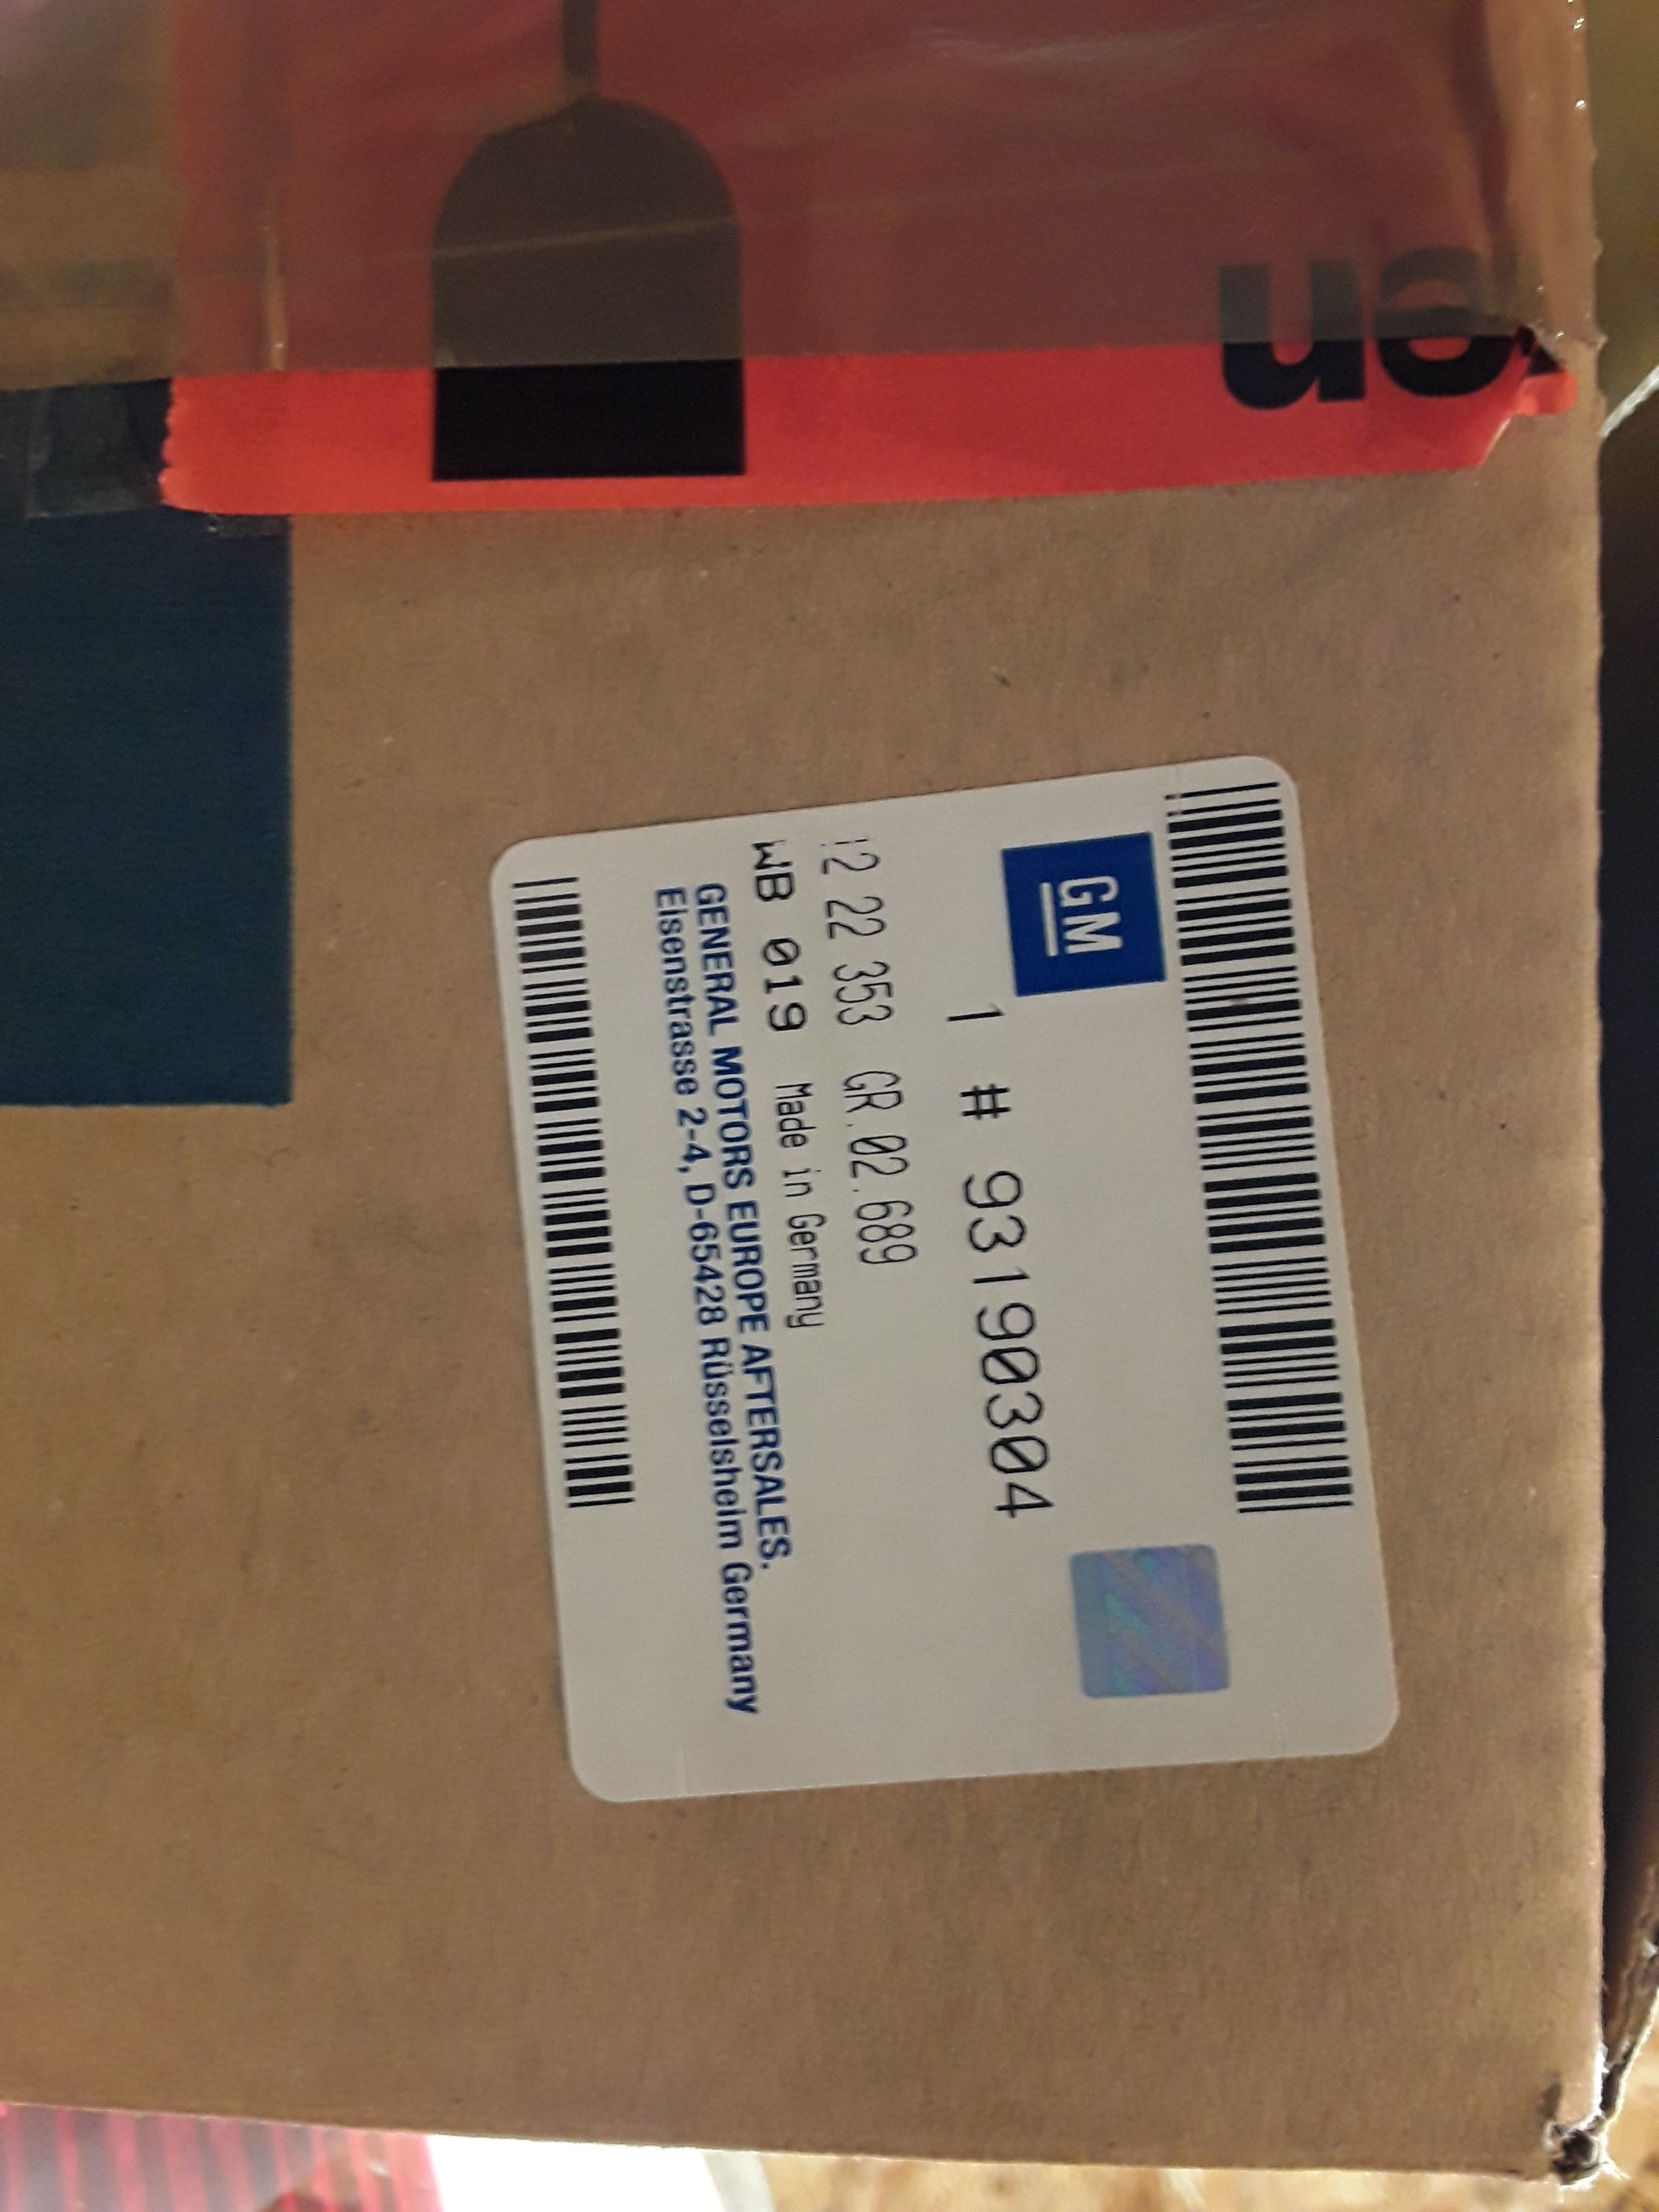 GM
1 # 93190304
12 22 353 GR.02.689
WB 019 Made in Germany
GENERAL MOTORS EUROPE AFTERSALES.
Eisenstrasse 2-4, D-65428 Rüsselsheim Germany